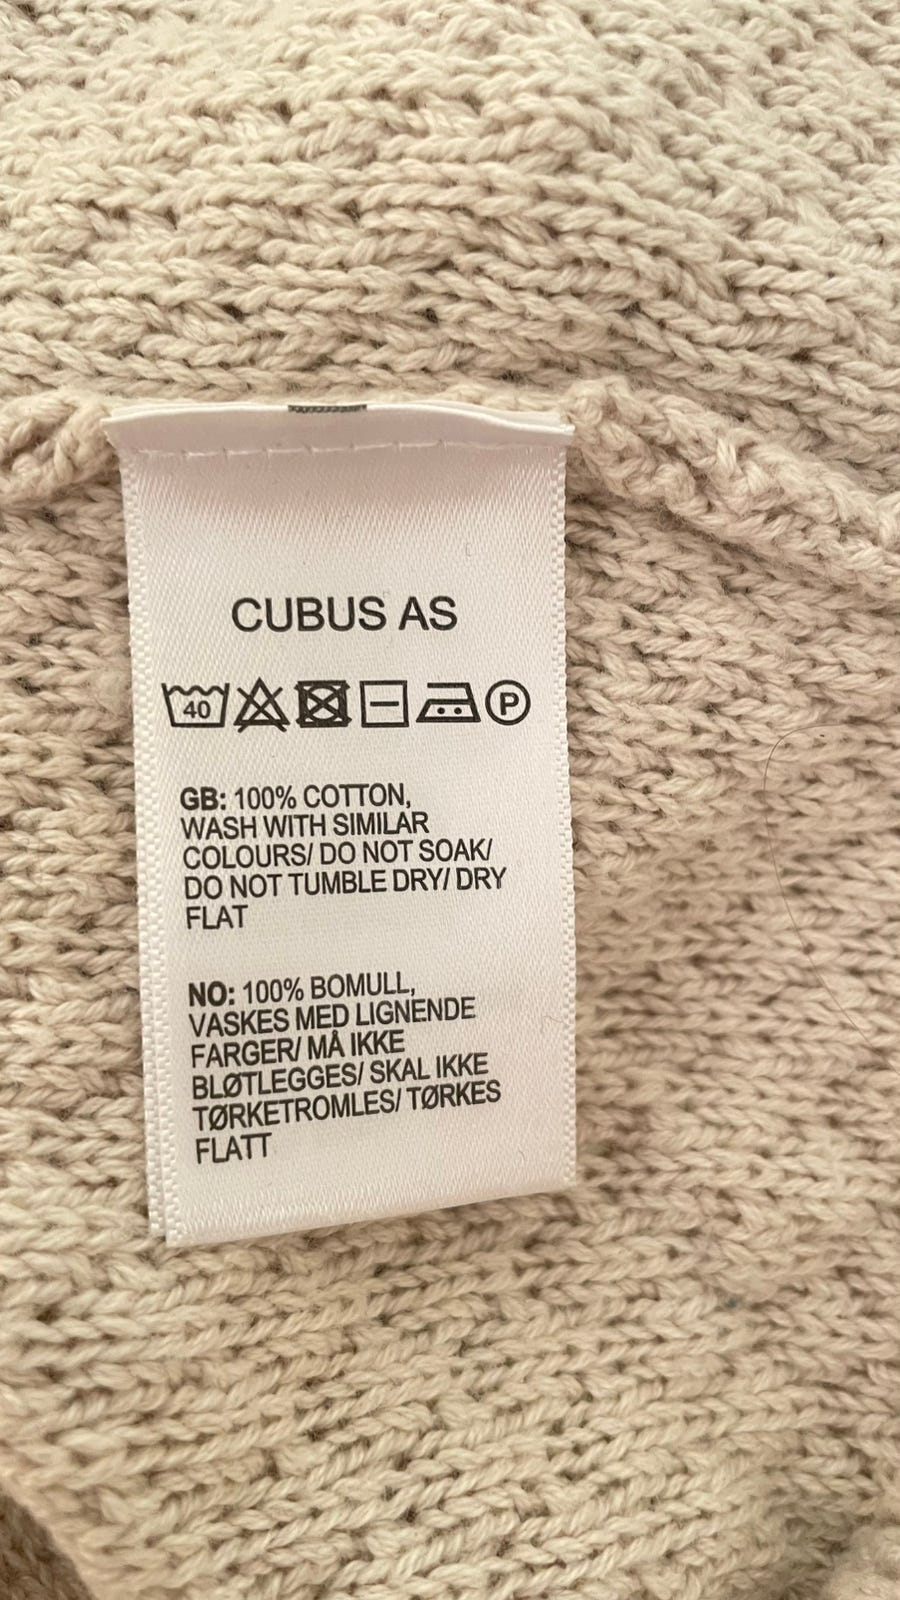 CUBUS AS
40 P
GB: 100% COTTON,
WASH WITH SIMILAR
COLOURS/ DO NOT SOAK/
DO NOT TUMBLE DRY/ DRY
FLAT
NO: 100% BOMULL,
VASKES MED LIGNENDE
FARGER/ MÅ IKKE
BLØTLEGGES/ SKAL IKKE
TØRKETROMLES/ TØRKES
FLATT